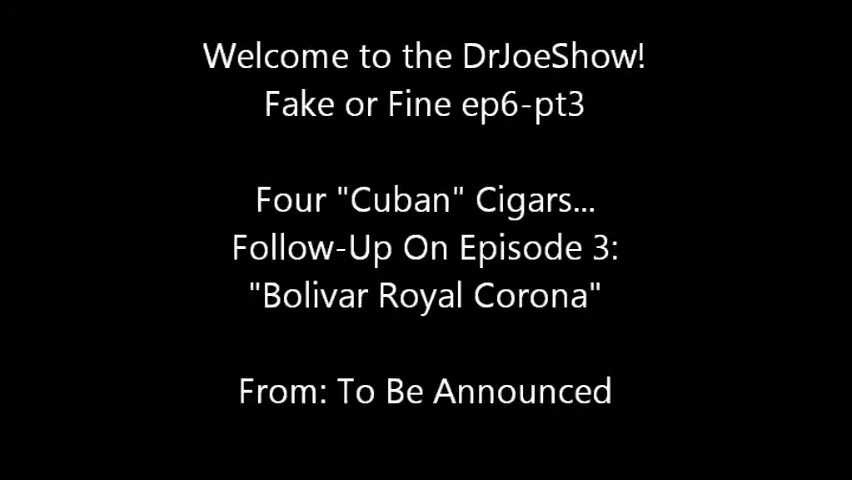 Welcome to the DrJoeShow!
Fake or Fine ep6-pt3
Four "Cuban" Cigars...
Follow-Up On Episode 3:
"Bolivar Royal Corona"
From: To Be Announced